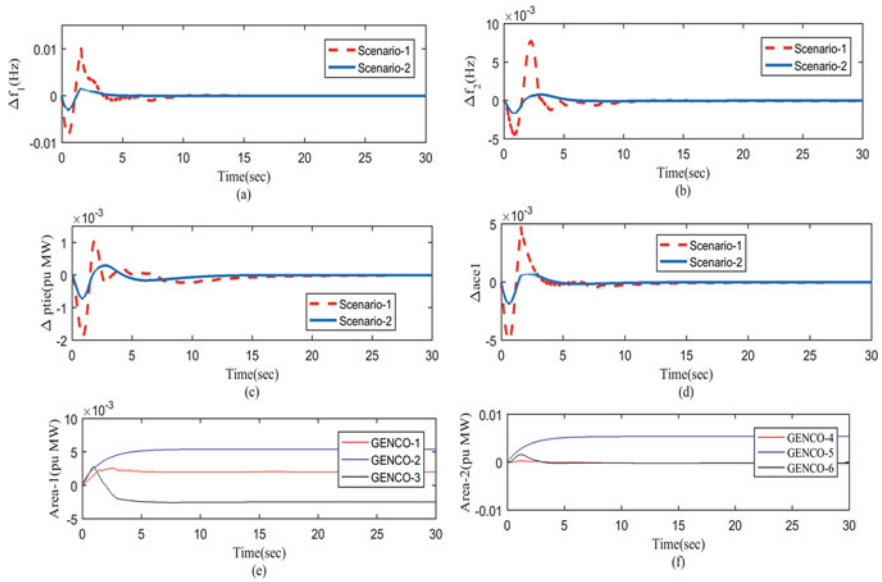 0.01
0
-0.01
Δf1(Hz)
Scenario-1
Scenario-2
0 5 10 15 20 25 30
Time(sec)
(a)
×10-3
10
5
0
-5
Δf2(Hz)
Scenario-1
Scenario-2
0 5 10 15 20 25 30
Time(sec)
(b)
×10-3
1
0
-1
-2
Δ ptie(pu MW)
Scenario-1
Scenario-2
0 5 10 15 20 25 30
Time(sec)
(c)
×10-3
5
0
-5
Δace1
Scenario-1
Scenario-2
0 5 10 15 20 25 30
Time(sec)
(d)
×10-3
10
5
0
-5
Area-1(pu MW)
GENCO-1
GENCO-2
GENCO-3
0 5 10 15 20 25 30
Time(sec)
(e)
0.01
0
-0.01
Area-2(pu MW)
GENCO-4
GENCO-5
GENCO-6
0 5 10 15 20 25 30
Time(sec)
(f)